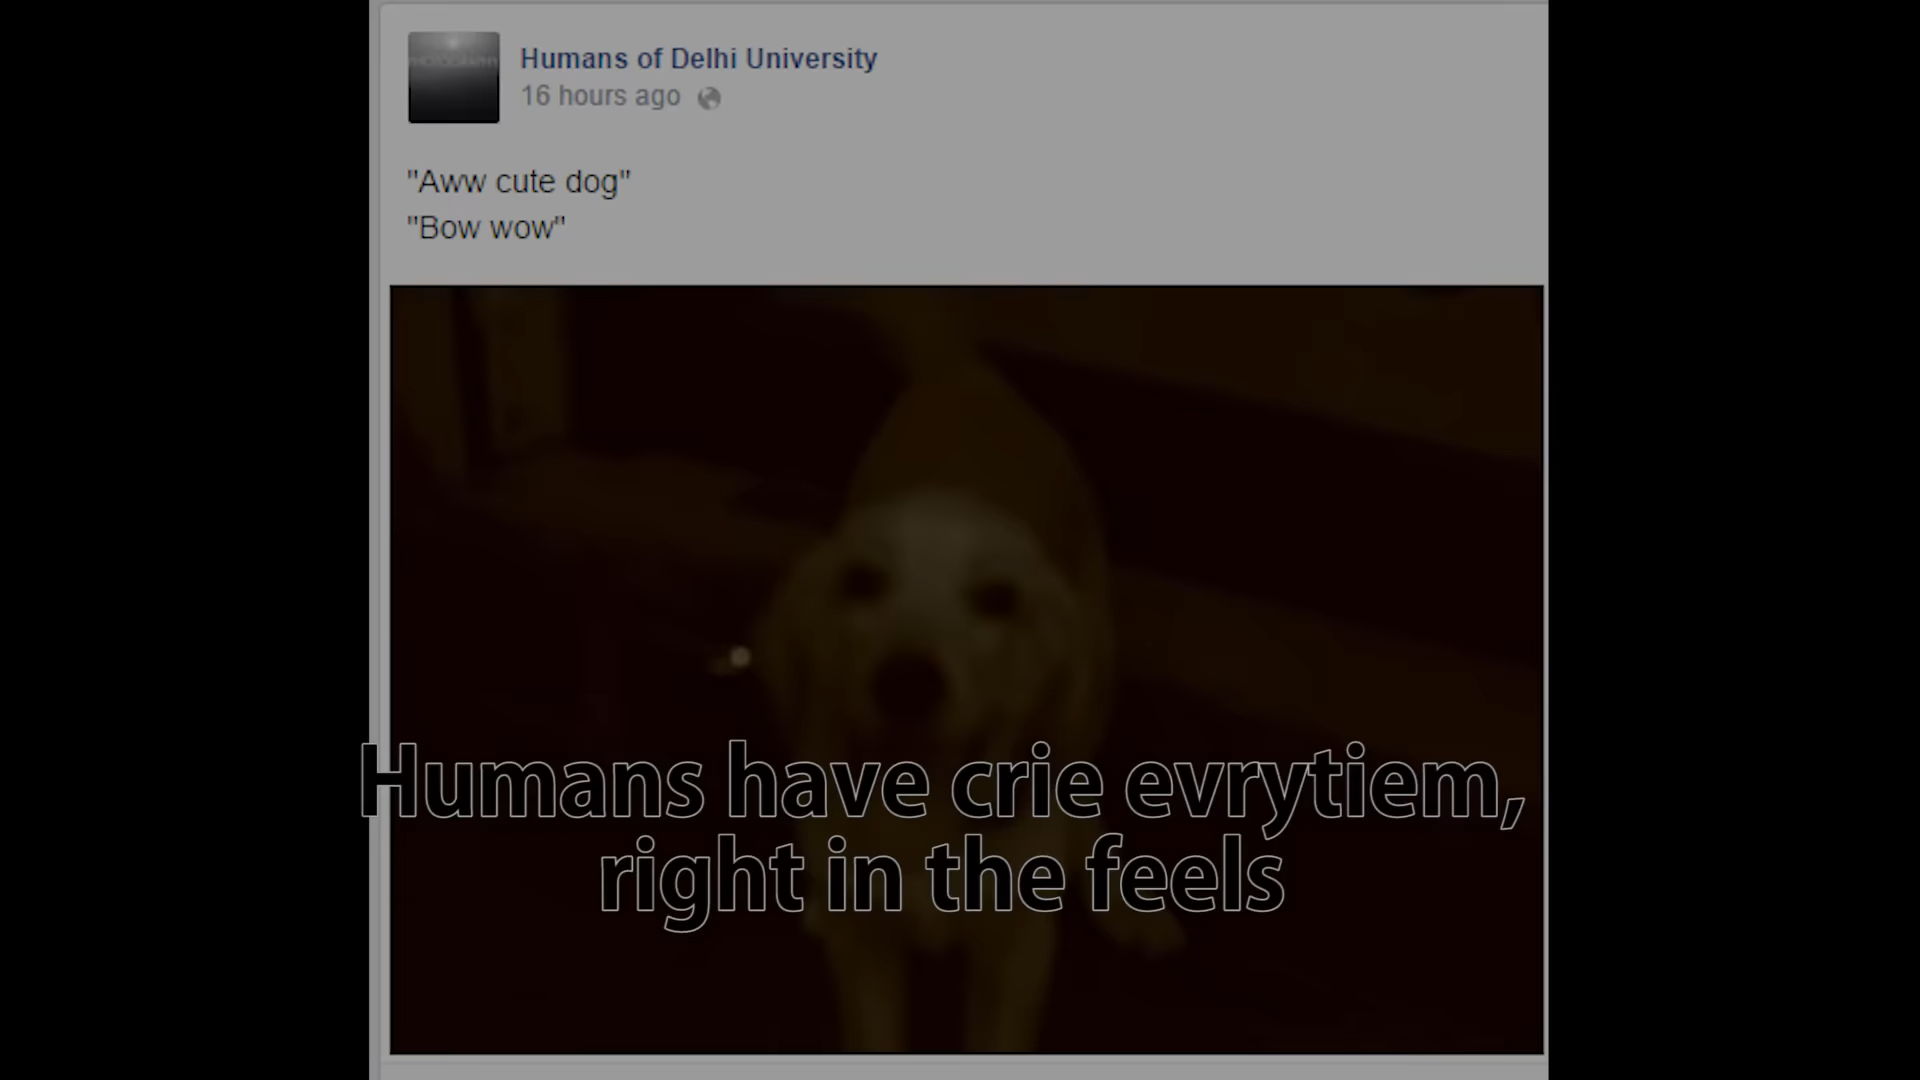 Humans of Delhi University
16 hours ago
"Aww cute dog"
"Bow wow"
Humans have crie evrytiem,
right in the feels